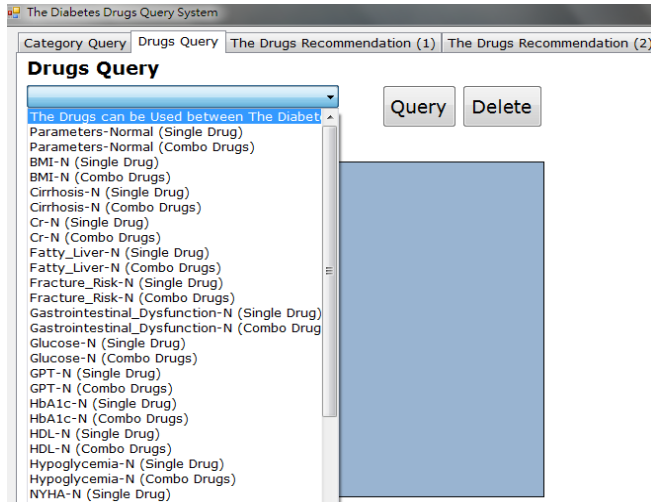 The Diabetes Drugs Query System
Category Query Drugs Query The Drugs Recommendation (1) The Drugs Recommendation (2)
Drugs Query
Query Delete
The Drugs can be Used between The Diabet
Parameters-Normal (Single Drug)
Parameters-Normal (Combo Drugs)
BMI-N (Single Drug)
BMI-N (Combo Drugs)
Cirrhosis-N (Single Drug)
Cirrhosis-N (Combo Drugs)
Cr-N (Single Drug)
Cr-N (Combo Drugs)
Fatty_Liver-N (Single Drug)
Fatty_Liver-N (Combo Drugs)
Fracture_Risk-N (Single Drug)
Fracture_Risk-N (Combo Drugs)
Gastrointestinal_Dysfunction-N (Single Drug)
Gastrointestinal_Dysfunction-N (Combo Drug
Glucose-N (Single Drug)
Glucose-N (Combo Drugs)
GPT-N (Single Drug)
GPT-N (Combo Drugs)
HbA1c-N (Single Drug)
HbA1c-N (Combo Drugs)
HDL-N (Single Drug)
HDL-N (Combo Drugs)
Hypoglycemia-N (Single Drug)
Hypoglycemia-N (Combo Drugs)
NYHA-N (Single Drug)